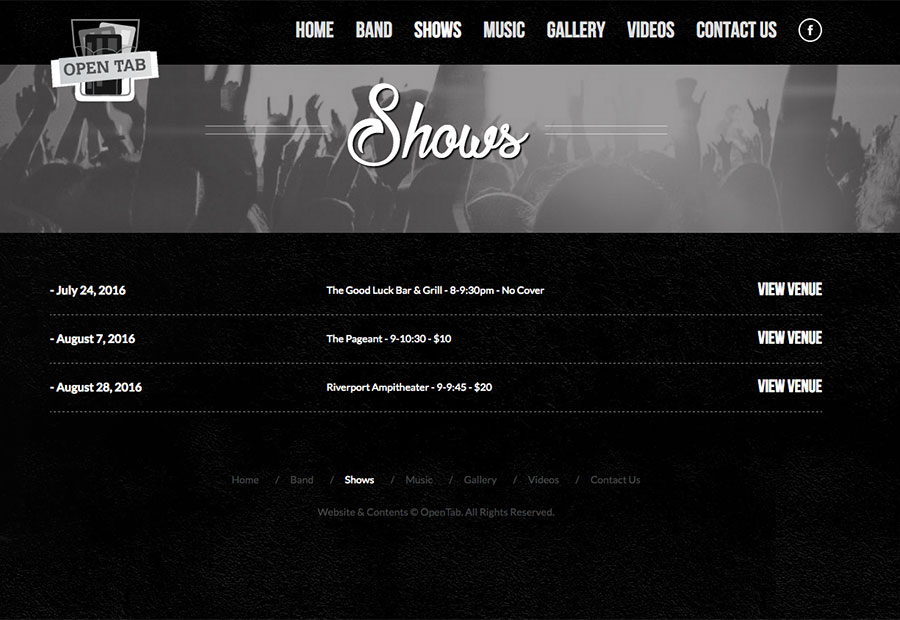 OPEN TAB
HOME BAND SHOWS MUSIC GALLERY VIDEOS CONTACT US f
Shows
- July 24, 2016 The Good Luck Bar & Grill - 8-9:30pm - No Cover VIEW VENUE
- August 7, 2016 The Pageant - 9-10:30 - $10 VIEW VENUE
- August 28, 2016 Riverport Ampitheater - 9-9:45 - $20 VIEW VENUE
Home / Band / Shows / Music / Gallery / Videos / Contact Us
Website & Contents © OpenTab. All Rights Reserved.